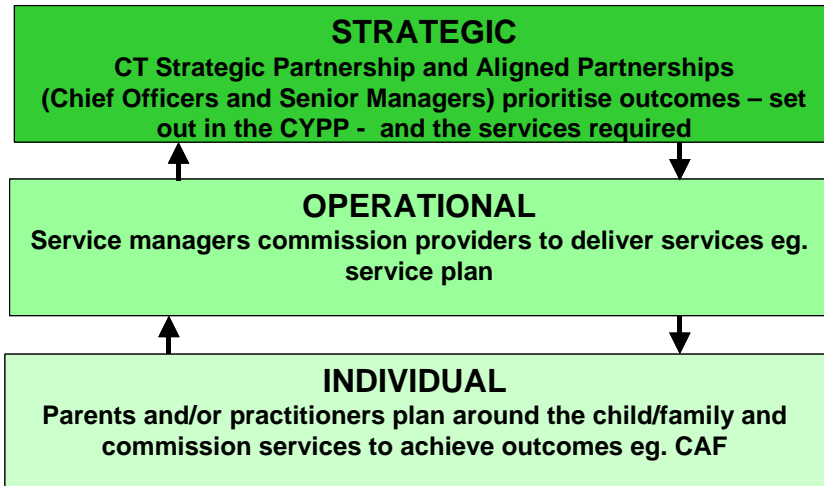 STRATEGIC
CT Strategic Partnership and Aligned Partnerships
(Chief Officers and Senior Managers) prioritise outcomes – set
out in the CYPP - and the services required
OPERATIONAL
Service managers commission providers to deliver services eg.
service plan
INDIVIDUAL
Parents and/or practitioners plan around the child/family and
commission services to achieve outcomes eg. CAF